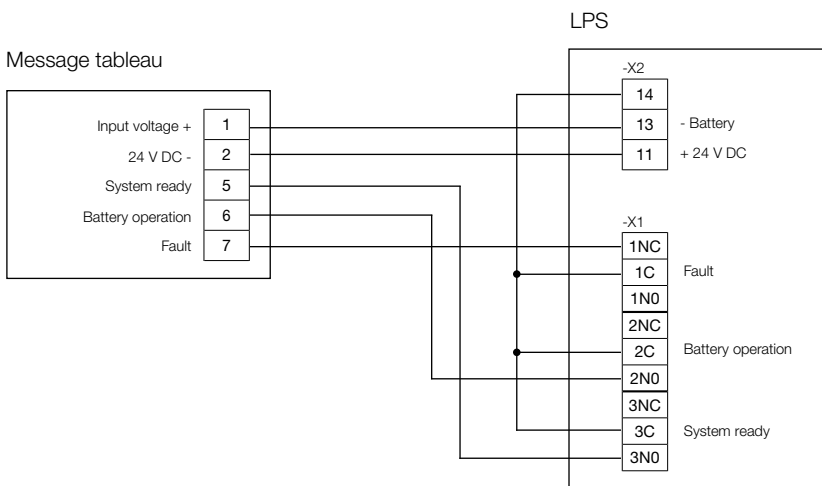 LPS
Message tableau
Input voltage + 1
24 V DC - 2
System ready 5
Battery operation 6
Fault 7
-X2
14
13 - Battery
11 + 24 V DC
-X1
1NC
1C Fault
1N0
2NC
2C Battery operation
2N0
3NC
3C System ready
3N0